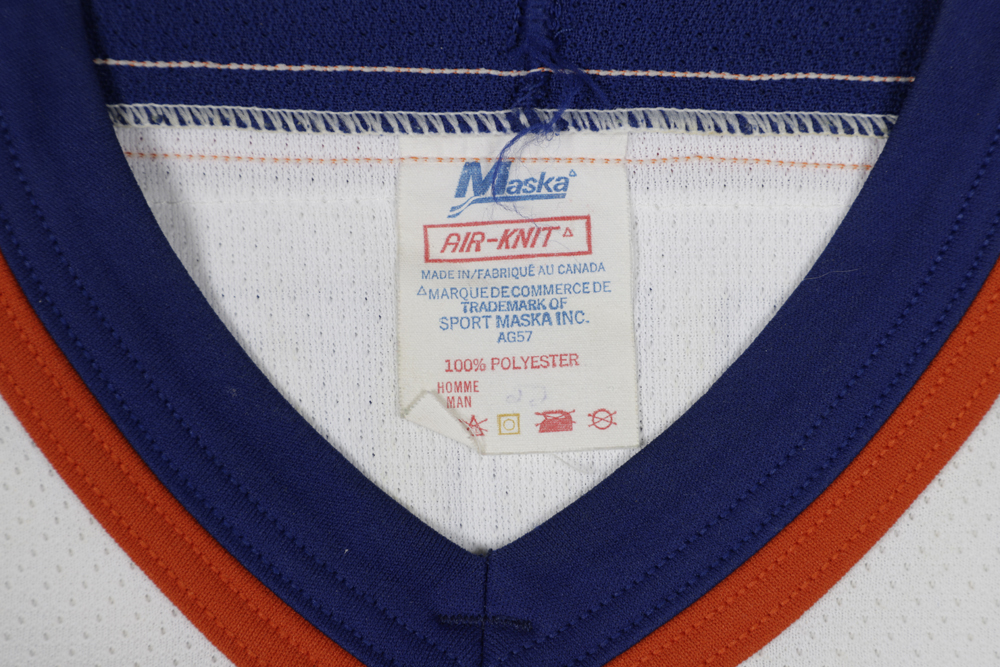 Maska△
AIR-KNIT△
MADE IN/FABRIQUÉ AU CANADA
△MARQUE DE COMMERCE DE
TRADEMARK OF
SPORT MASKA INC.
AG57
100% POLYESTER
HOMME
MAN